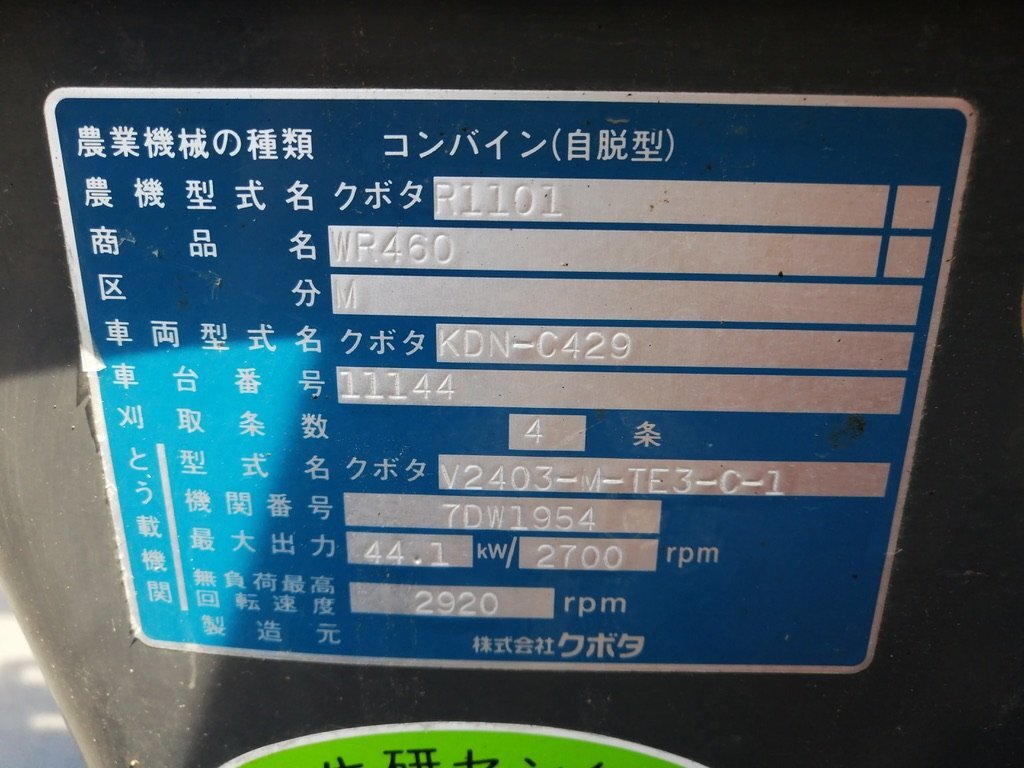 農業機械の種類 コンバイン(自脱型)
農機型式名 クボタ R1101
商品名 WR460
区分 M
車両型式名 クボタ KDN-C429
車台番号 11144
刈取条数 4 条
とう載機関
型式名 クボタ V2403-M-TE3-C-1
機関番号 7DW1954
最大出力 44.1 kW/ 2700 rpm
無負荷最高回転速度 2920 rpm
製造元 株式会社クボタ
生研セン